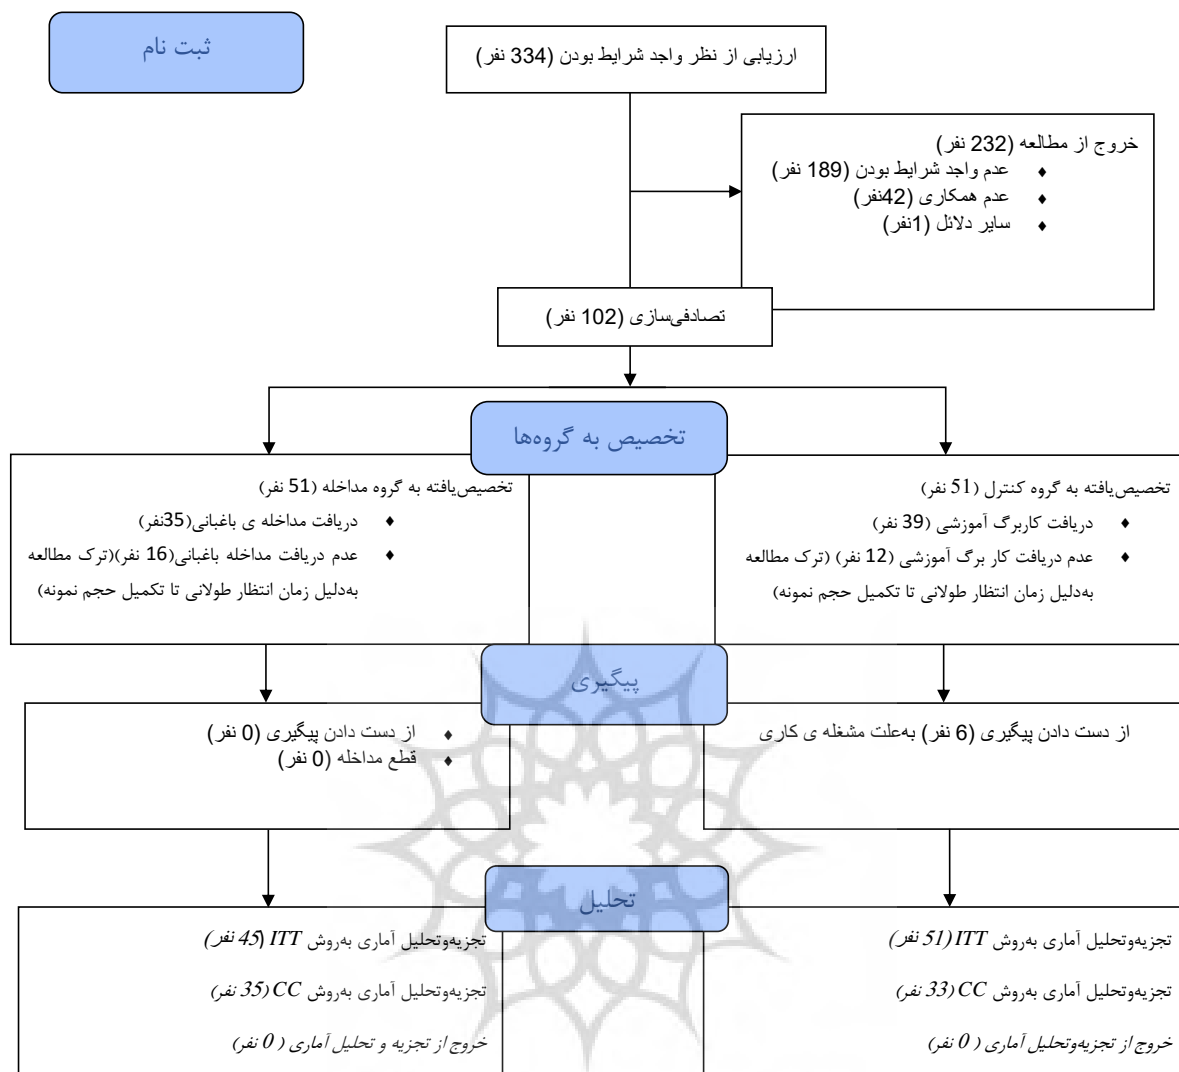 ثبت نام
ارزیابی از نظر واجد شرایط بودن (334 نفر)
خروج از مطالعه (232 نفر)
♦ عدم واجد شرایط بودن (189 نفر)
♦ عدم همکاری (42نفر)
♦ سایر دلائل (1نفر)
تصادفی‌سازی (102 نفر)
تخصیص به گروه‌ها
تخصیص‌یافته به گروه کنترل (51 نفر)
♦ دریافت کاربرگ آموزشی (39 نفر)
♦ عدم دریافت کار برگ آموزشی (12 نفر) (ترک مطالعه
به‌دلیل زمان انتظار طولانی تا تکمیل حجم نمونه)
تخصیص‌یافته به گروه مداخله (51 نفر)
♦ دریافت مداخله ی باغبانی(35نفر)
♦ عدم دریافت مداخله باغبانی(16 نفر)(ترک مطالعه
به‌دلیل زمان انتظار طولانی تا تکمیل حجم نمونه)
پیگیری
از دست دادن پیگیری (6 نفر) به‌علت مشغله ی کاری
♦ از دست دادن پیگیری (0 نفر)
♦ قطع مداخله (0 نفر)
تحلیل
تجزیه‌وتحلیل آماری به‌روش ITT (51 نفر)
تجزیه‌وتحلیل آماری به‌روش CC (33 نفر)
خروج از تجزیه‌وتحلیل آماری ( 0 نفر)
تجزیه‌وتحلیل آماری به‌روش ITT (45 نفر)
تجزیه‌وتحلیل آماری به‌روش CC (35 نفر)
خروج از تجزیه و تحلیل آماری ( 0 نفر)